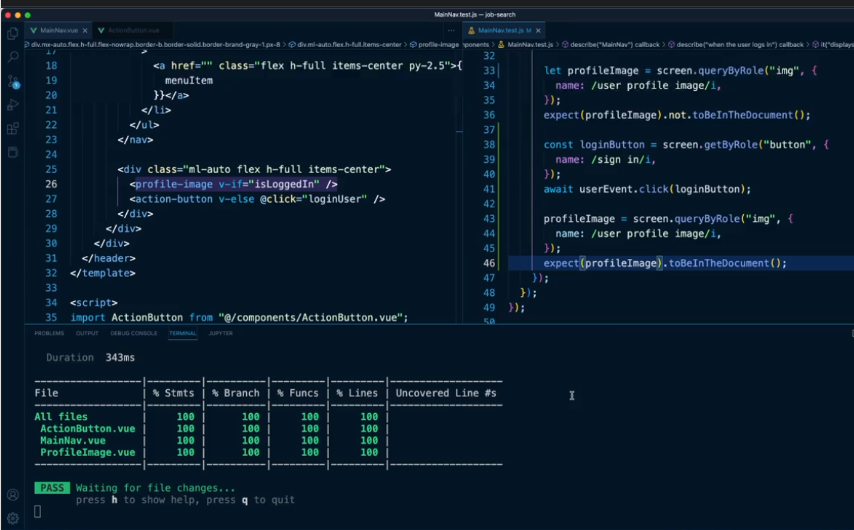 MainNav.test.js — job-search
MainNav.vue
ActionButton.vue
MainNav.test.js M
div.mx-auto.flex.h-full.flex-nowrap.border-b.border-solid.border-brand-gray-1.px-8 > div.ml-auto.flex.h-full.items-center > profile-image
ponents > MainNav.test.js > describe("MainNav") callback > describe("when the user logs in") callback > it("displays
17 >
18 <a href="" class="flex h-full items-center py-2.5">{
19 menuItem
20 }}</a>
21 </li>
22 </ul>
23 </nav>
24
25 <div class="ml-auto flex h-full items-center">
26 <profile-image v-if="isLoggedIn" />
27 <action-button v-else @click="loginUser" />
28 </div>
29 </div>
30 </div>
31 </header>
32 </template>
33
34 <script>
35 import ActionButton from "@/components/ActionButton.vue";
32
33 let profileImage = screen.queryByRole("img", {
34 name: /user profile image/i,
35 });
36 expect(profileImage).not.toBeInTheDocument();
37
38 const loginButton = screen.getByRole("button", {
39 name: /sign in/i,
40 });
41 await userEvent.click(loginButton);
42
43 profileImage = screen.queryByRole("img", {
44 name: /user profile image/i,
45 });
46 expect(profileImage).toBeInTheDocument();
47 });
48 });
49 });
50
PROBLEMS OUTPUT DEBUG CONSOLE TERMINAL JUPYTER
Duration 343ms
File | % Stmts | % Branch | % Funcs | % Lines | Uncovered Line #s
All files | 100 | 100 | 100 | 100 |
ActionButton.vue | 100 | 100 | 100 | 100 |
MainNav.vue | 100 | 100 | 100 | 100 |
ProfileImage.vue | 100 | 100 | 100 | 100 |
PASS Waiting for file changes...
press h to show help, press q to quit